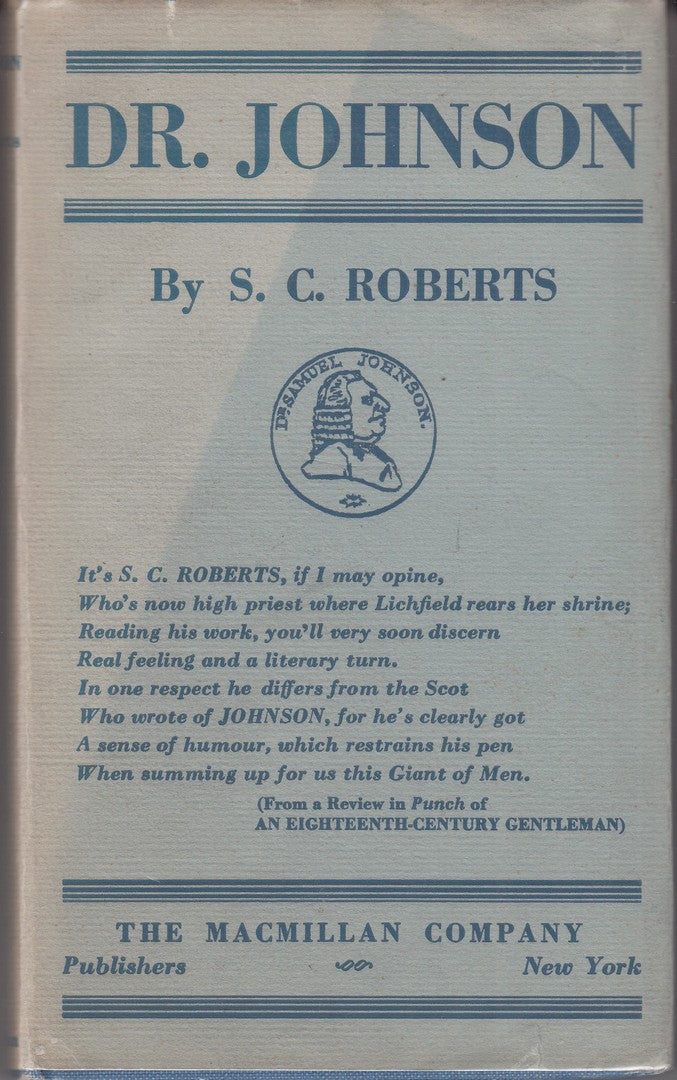 DR. JOHNSON
By S. C. ROBERTS
DR SAMUEL JOHNSON.
It's S. C. ROBERTS, if I may opine,
Who's now high priest where Lichfield rears her shrine;
Reading his work, you'll very soon discern
Real feeling and a literary turn.
In one respect he differs from the Scot
Who wrote of JOHNSON, for he's clearly got
A sense of humour, which restrains his pen
When summing up for us this Giant of Men.
(From a Review in Punch of
AN EIGHTEENTH-CENTURY GENTLEMAN)
THE MACMILLAN COMPANY
Publishers New York